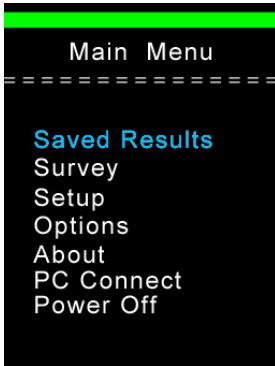 Main Menu
==========================
Saved Results
Survey
Setup
Options
About
PC Connect
Power Off